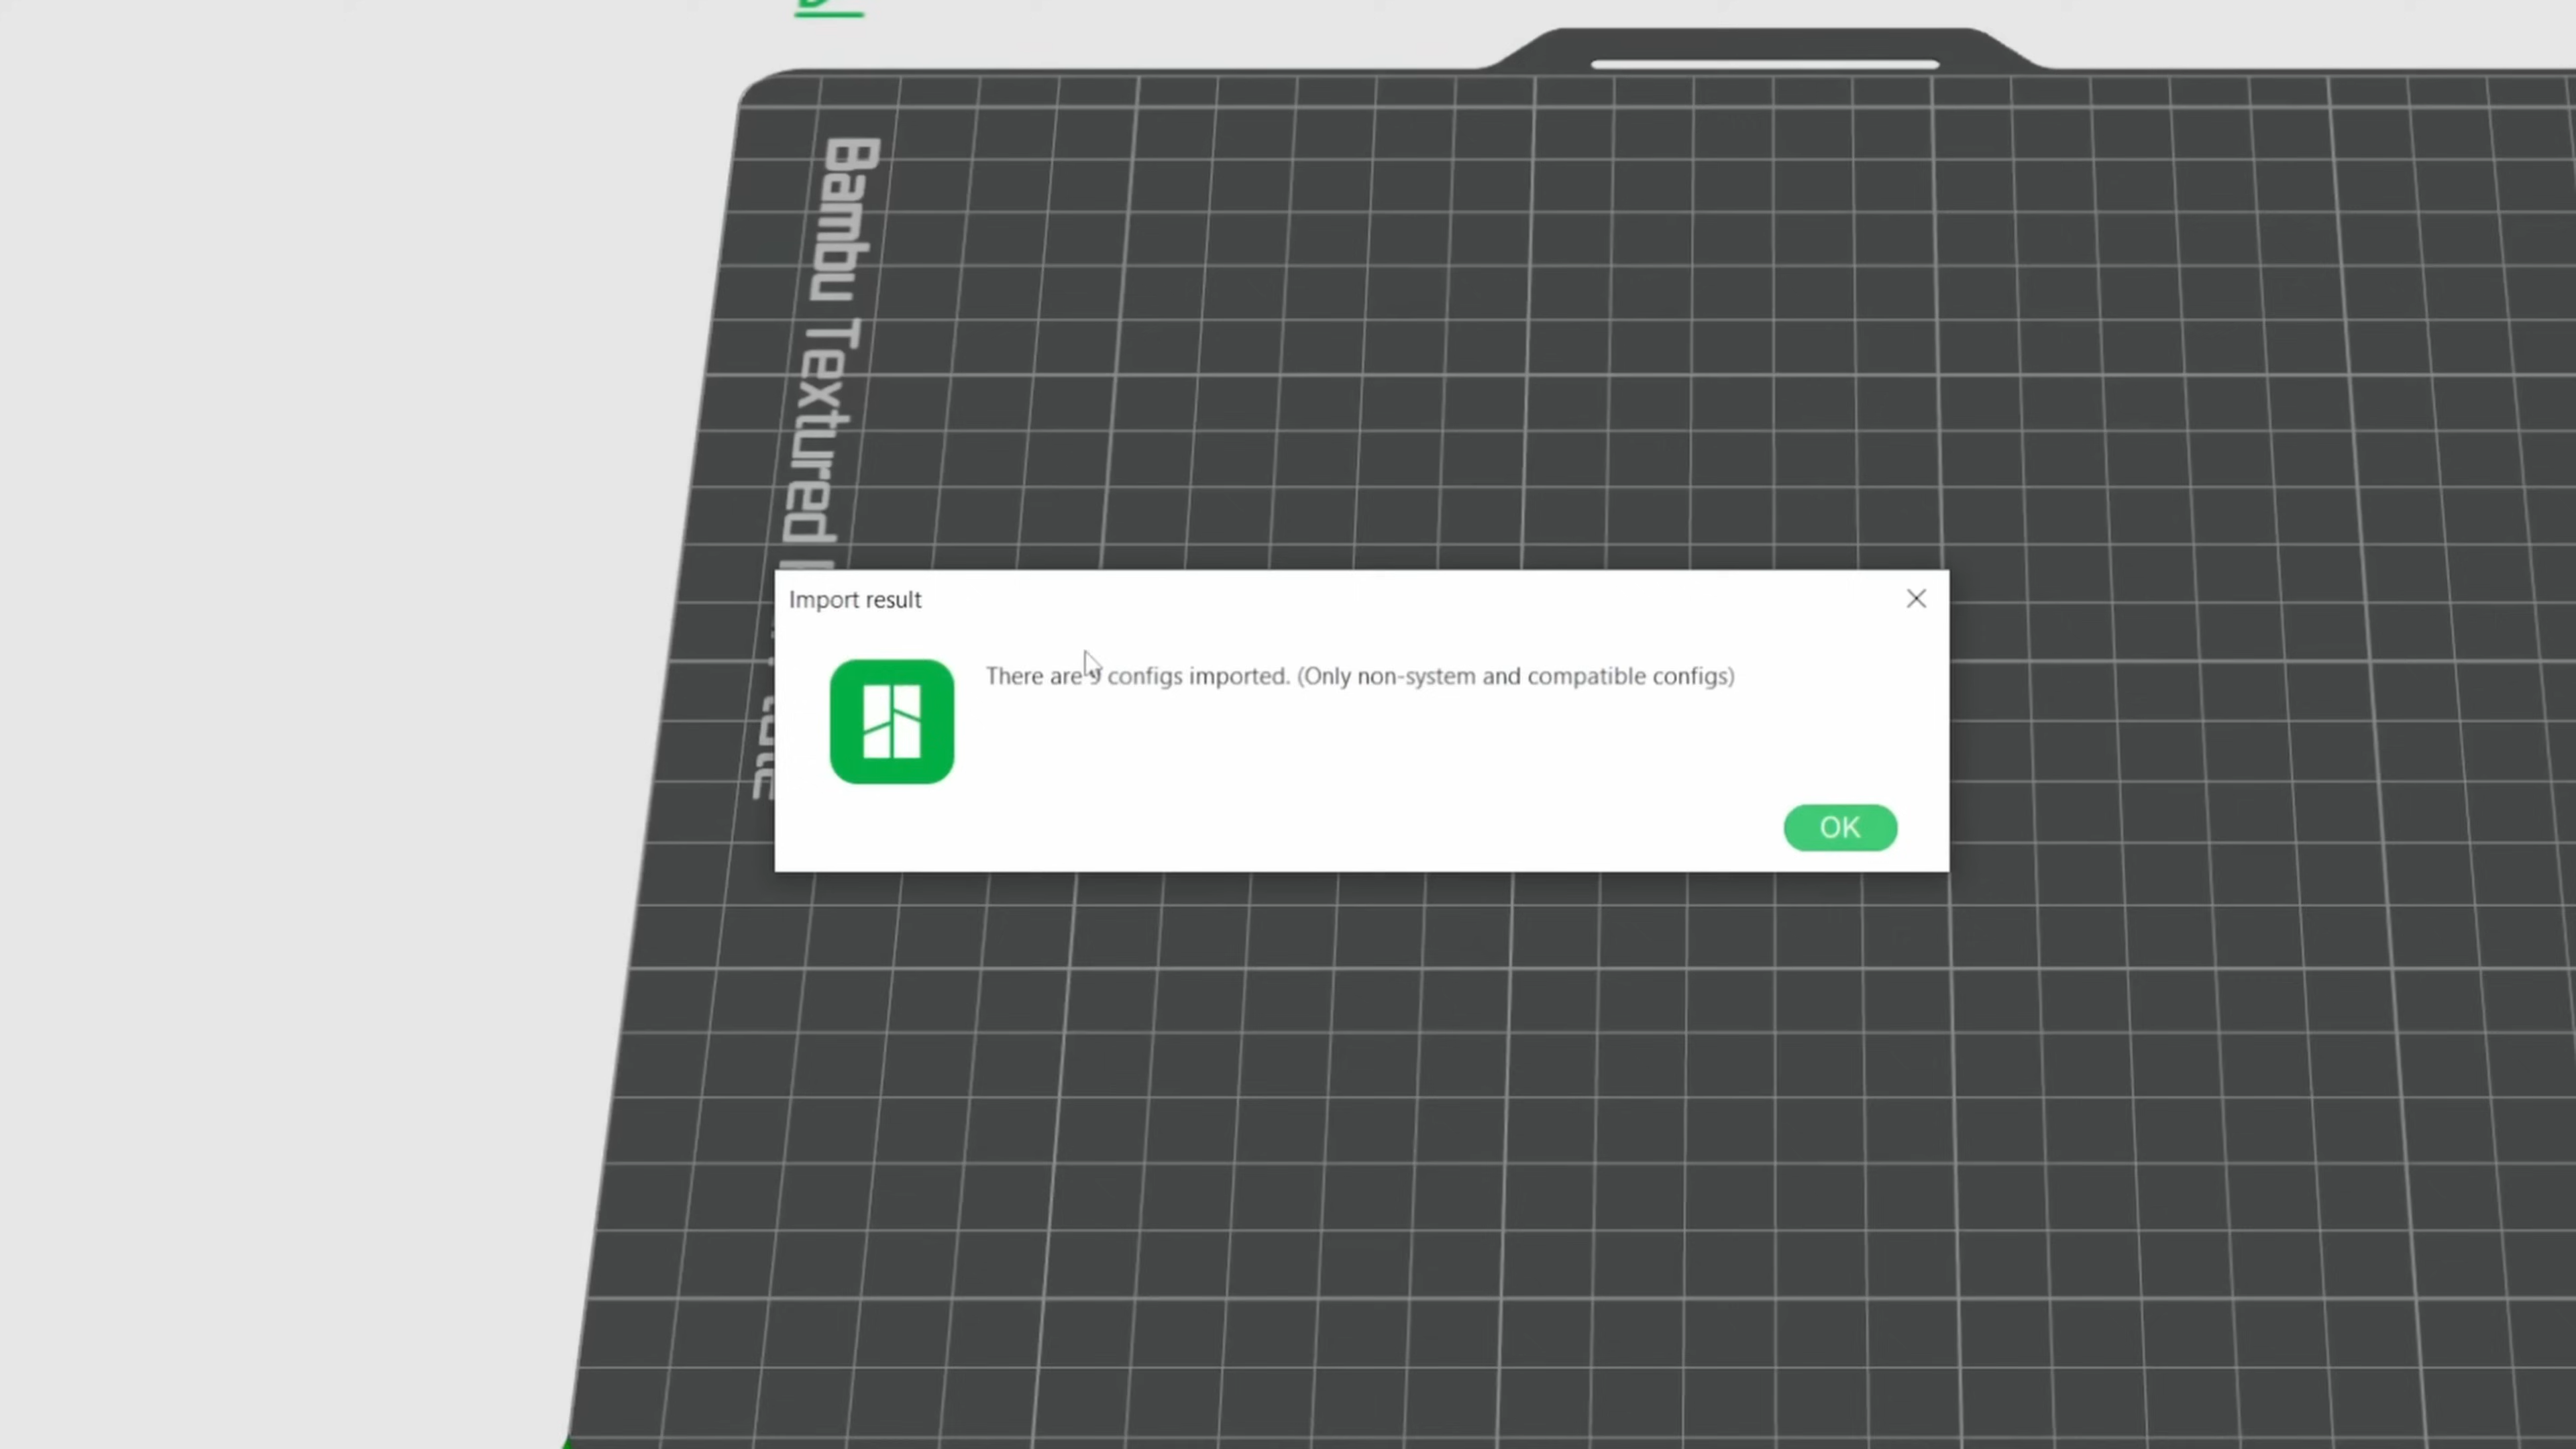 Bambu Textured
Import result
There are configs imported. (Only non-system and compatible configs)
OK